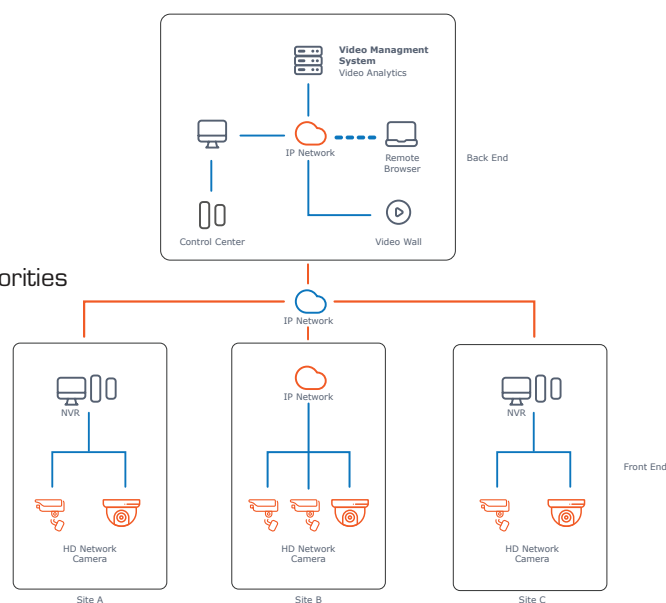 Video Managment
System
Video Analytics
IP Network
Remote
Browser
Back End
Control Center
Video Wall
orities
IP Network
NVR
IP Network
NVR
Front End
HD Network
Camera
HD Network
Camera
HD Network
Camera
Site A
Site B
Site C